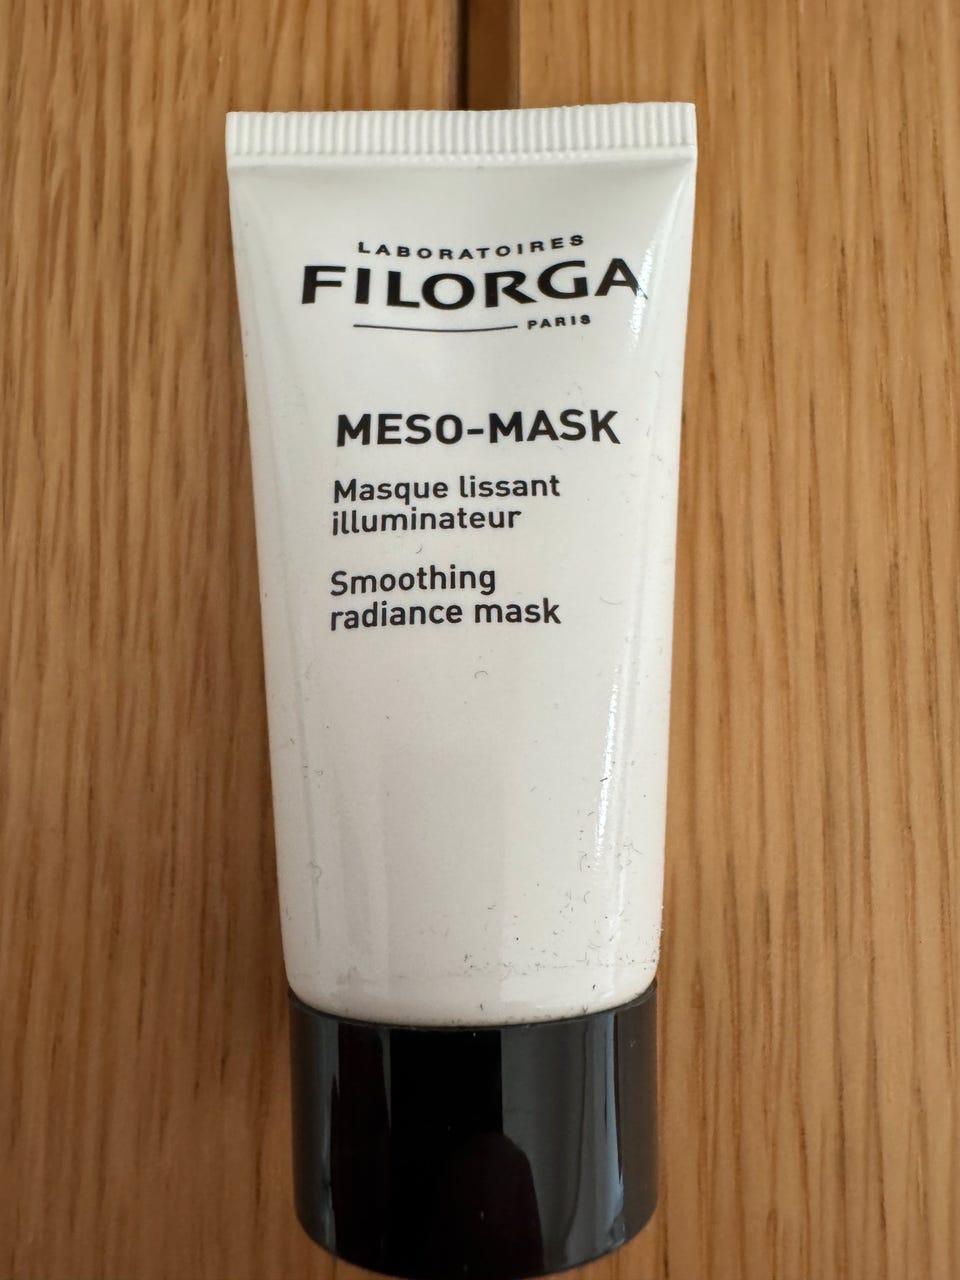 LABORATOIRES
FILORGA
PARIS
MESO-MASK
Masque lissant
illuminateur
Smoothing
radiance mask